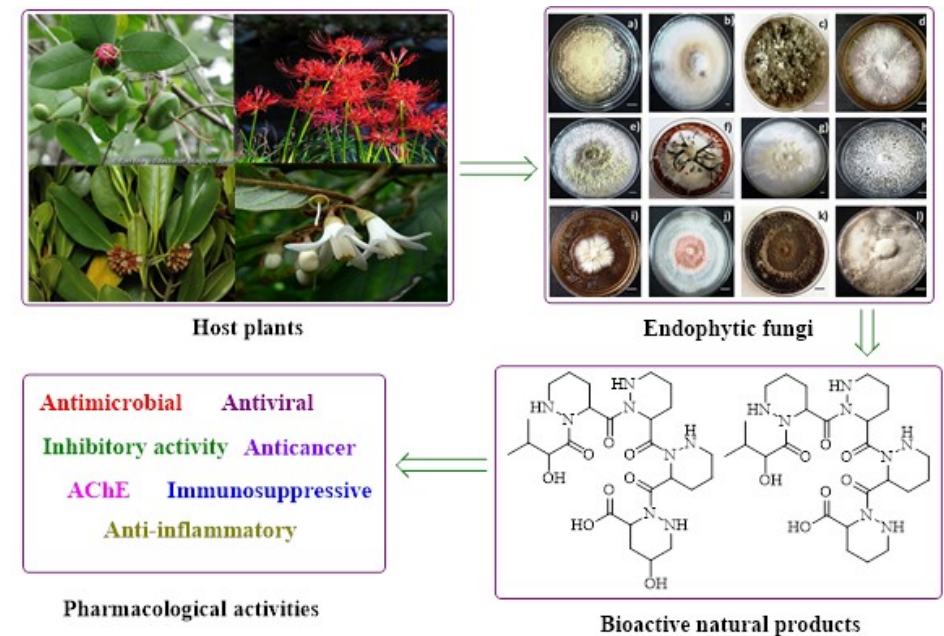 a) b) c) d
e) f) g) h
i) j) k) l)
Host plants
Endophytic fungi
Antimicrobial Antiviral
Inhibitory activity Anticancer
AChE Immunosuppressive
Anti-inflammatory
Pharmacological activities
HN
HN
N
N
O
O
OH
O
N
H
N
O
N
NH
O
HO
OH
HN
HN
N
N
O
O
OH
O
N
H
N
O
N
NH
O
HO
Bioactive natural products